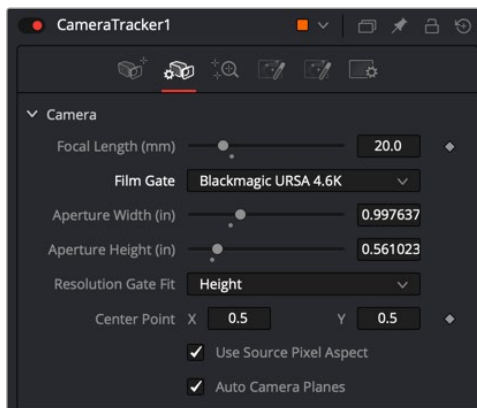 CameraTracker1
Camera
Focal Length (mm) 20.0
Film Gate Blackmagic URSA 4.6K
Aperture Width (in) 0.997637
Aperture Height (in) 0.561023
Resolution Gate Fit Height
Center Point X 0.5 Y 0.5
Use Source Pixel Aspect
Auto Camera Planes